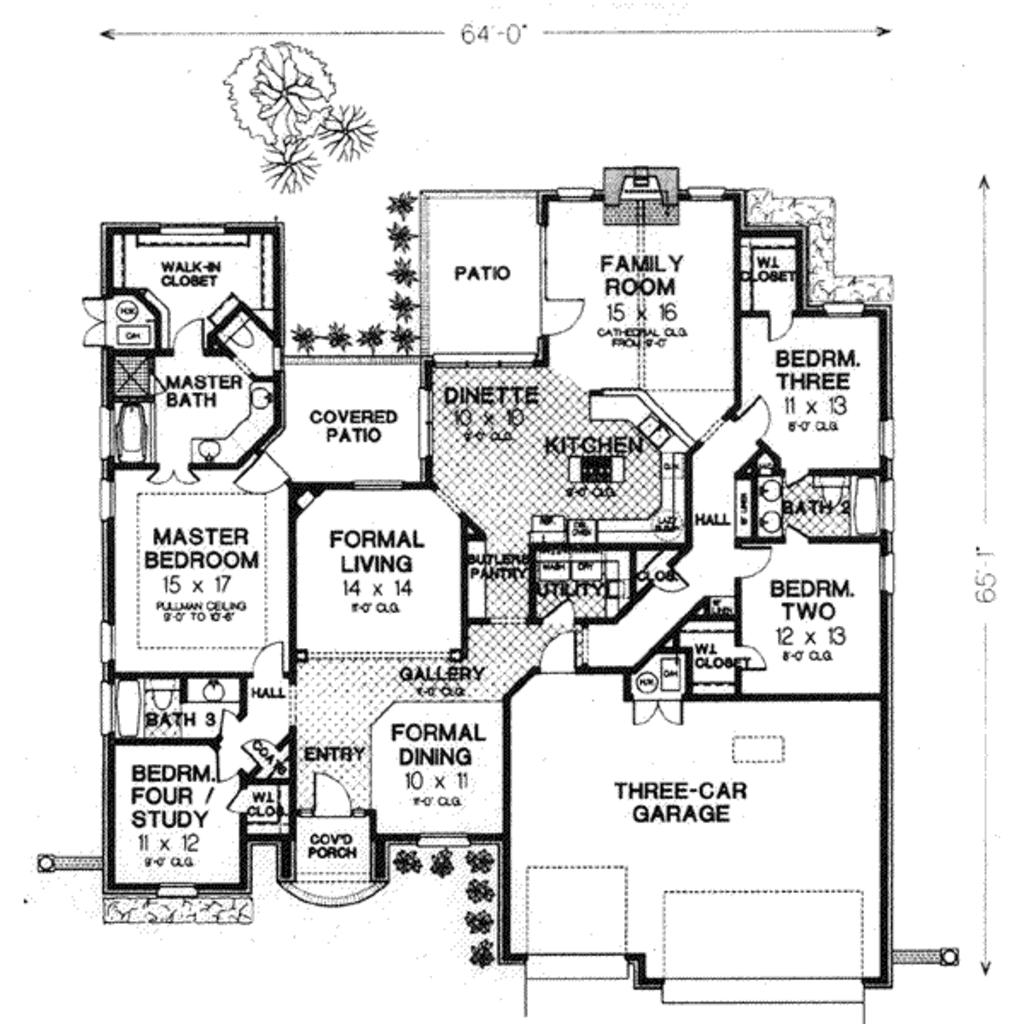 64'-0"
65'-1"
WALK-IN
CLOSET
PATIO
FAMILY
ROOM
15 x 16
CATHEDRAL CLG.
FROM 9'-0"
W.I.
CLOSET
BEDRM.
THREE
11 x 13
8'-0" CLG.
MASTER
BATH
COVERED
PATIO
DINETTE
10 x 10
9'-0" CLG.
KITCHEN
9'-0" CLG.
HALL
BATH 2
MASTER
BEDROOM
15 x 17
PULLMAN CEILING
9'-0" TO 10'-6"
FORMAL
LIVING
14 x 14
11'-0" CLG.
BUTLERS
PANTRY
WASH
DRY
UTILITY
CLOS.
BEDRM.
TWO
12 x 13
8'-0" CLG.
W.I.
CLOSET
GALLERY
HALL
BATH 3
COATS
ENTRY
FORMAL
DINING
10 x 11
11'-0" CLG.
BEDRM.
FOUR /
STUDY
11 x 12
9'-0" CLG.
W.I.
CLOS.
COV'D
PORCH
THREE-CAR
GARAGE